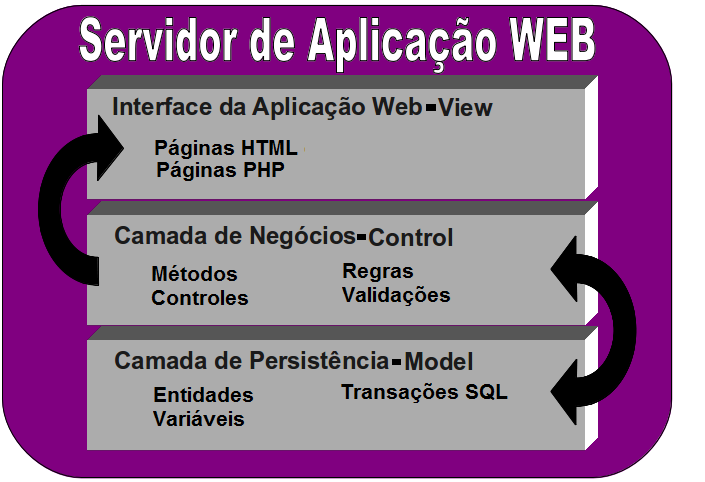 Servidor de Aplicação WEB
Interface da Aplicação Web-View
Páginas HTML
Páginas PHP
Camada de Negócios-Control
Métodos
Controles
Regras
Validações
Camada de Persistência-Model
Entidades
Variáveis
Transações SQL